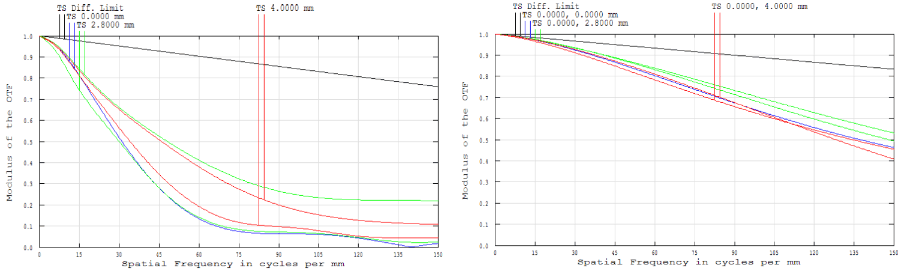 TS Diff. Limit
TS 0.0000 mm
TS 2.8000 mm
TS 4.0000 mm
1.0
0.9
0.8
0.7
0.6
0.5
0.4
0.3
0.2
0.1
0.0
Modulus of the OTF
0 15 30 45 60 75 90 105 120 135 150
Spatial Frequency in cycles per mm
TS Diff. Limit
TS 0.0000, 0.0000 mm
TS 0.0000, 2.8000 mm
TS 0.0000, 4.0000 mm
1.0
0.9
0.8
0.7
0.6
0.5
0.4
0.3
0.2
0.1
0.0
Modulus of the OTF
0 15 30 45 60 75 90 105 120 135 150
Spatial Frequency in cycles per mm